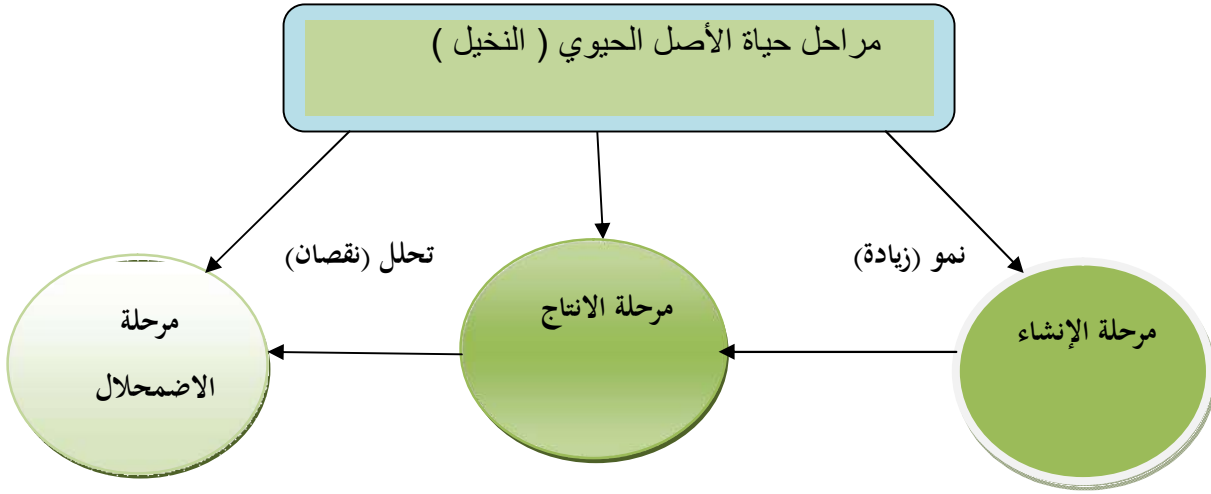 مراحل حياة الأصل الحيوي ( النخيل )
نمو (زيادة)
تحلل (نقصان)
مرحلة الإنشاء
مرحلة الانتاج
مرحلة
الاضمحلال